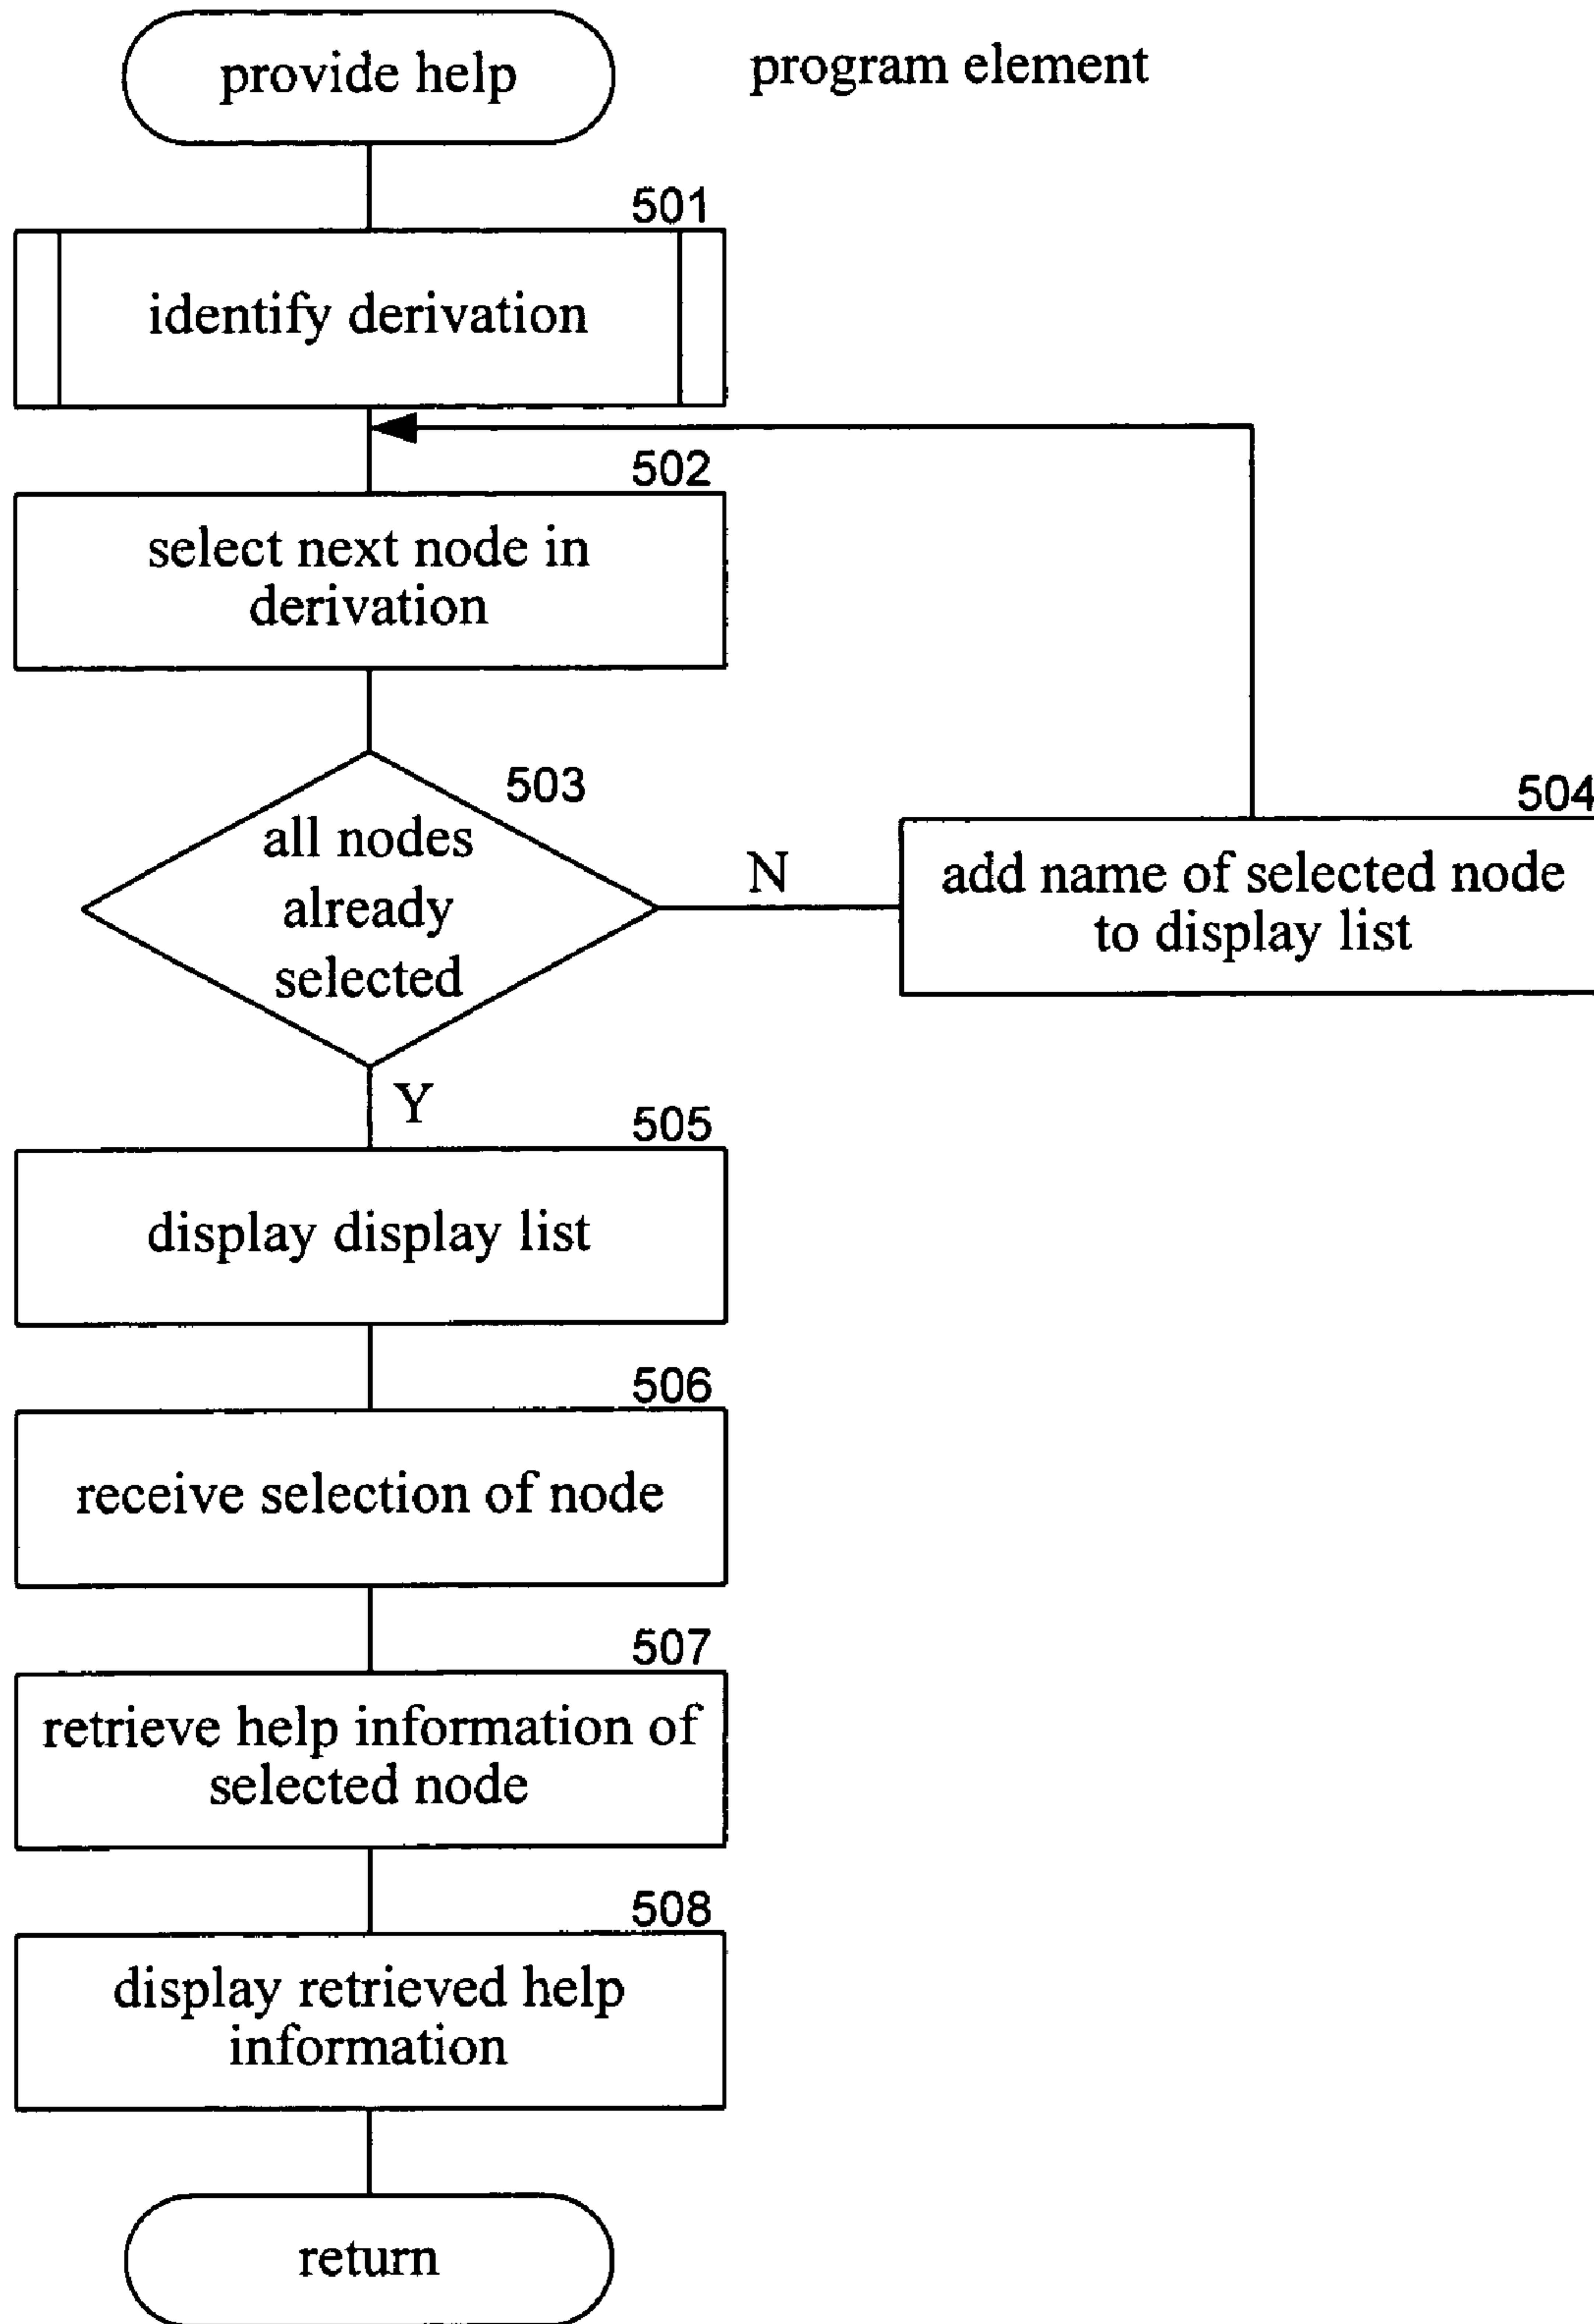 provide help
program element
501
identify derivation
502
select next node in
derivation
503
all nodes
already
selected
N
504
add name of selected node
to display list
Y
505
display display list
506
receive selection of node
507
retrieve help information of
selected node
508
display retrieved help
information
return